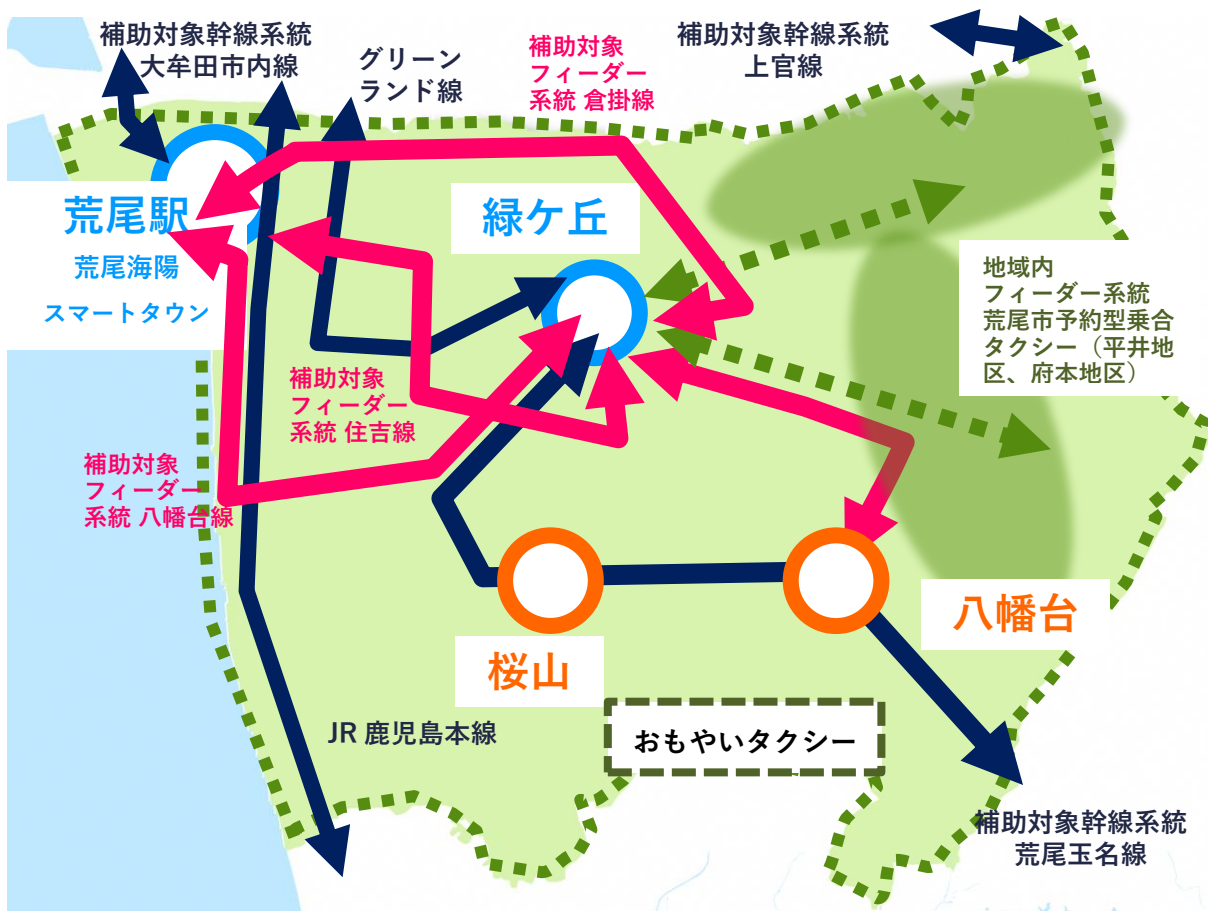 補助対象幹線系統
大牟田市内線
グリーン
ランド線
補助対象
フィーダー
系統 倉掛線
補助対象幹線系統
上官線
荒尾駅
荒尾海陽
スマートタウン
緑ケ丘
地域内
フィーダー系統
荒尾市予約型乗合
タクシー（平井地
区、府本地区）
補助対象
フィーダー
系統 住吉線
補助対象
フィーダー
系統 八幡台線
八幡台
桜山
JR 鹿児島本線
おもやいタクシー
補助対象幹線系統
荒尾玉名線